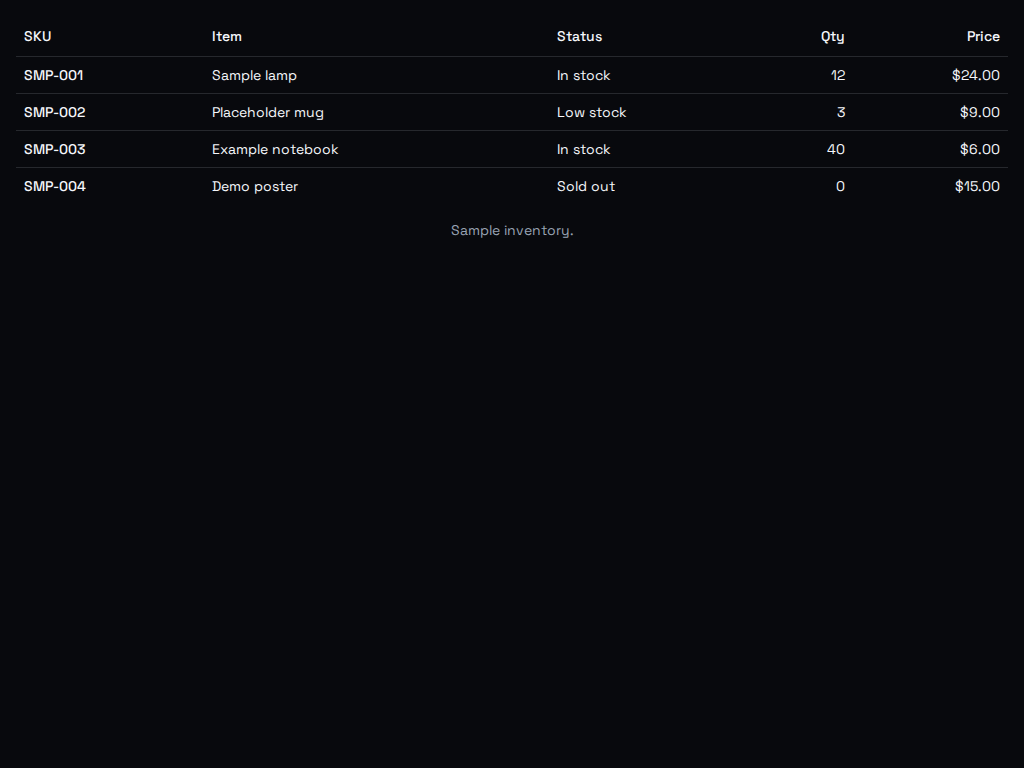 SKU Item Status Qty Price
SMP-001 Sample lamp In stock 12 $24.00
SMP-002 Placeholder mug Low stock 3 $9.00
SMP-003 Example notebook In stock 40 $6.00
SMP-004 Demo poster Sold out 0 $15.00
Sample inventory.